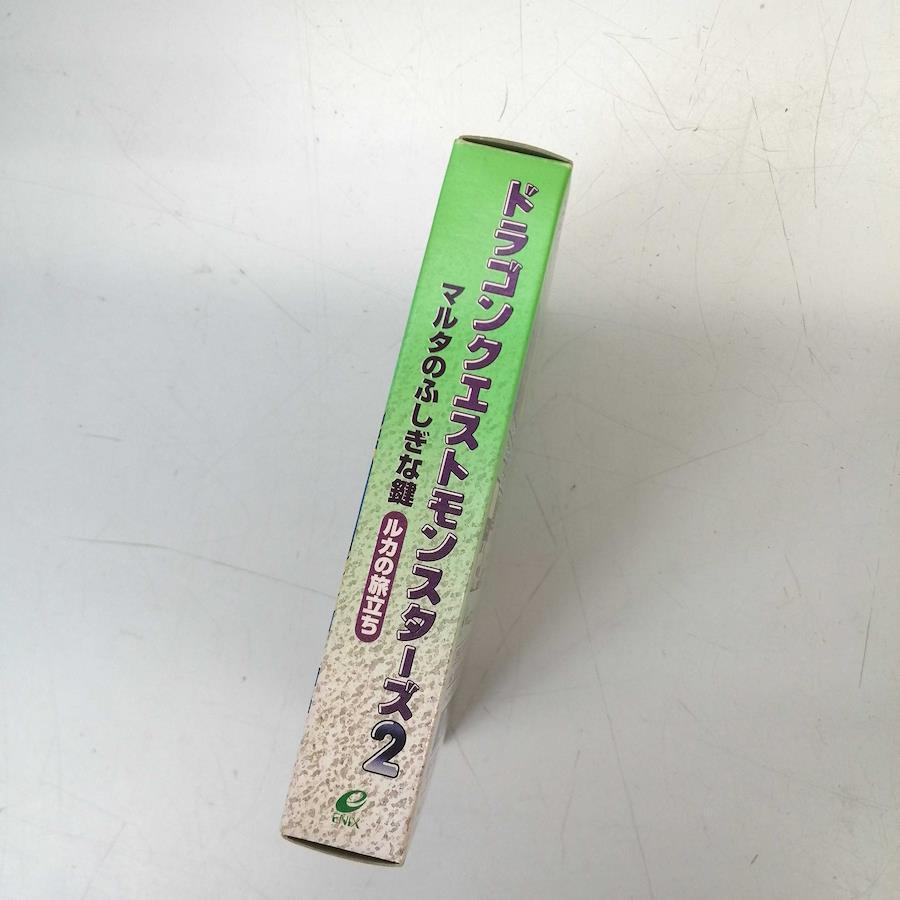 ドラゴンクエストモンスターズ2
マルタのふしぎな鍵
ルカの旅立ち
ENIX